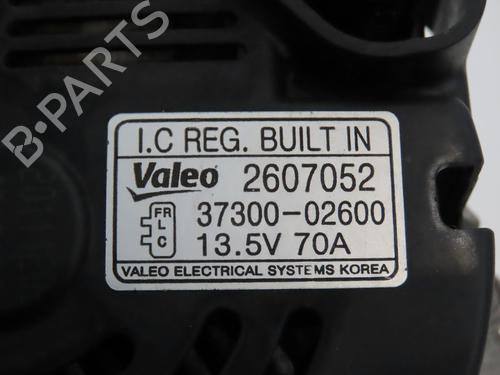 B-PARTS
I.C REG. BUILT IN
Valeo 2607052
FR
L 37300-02600
C 13.5V 70A
VALEO ELECTRICAL SYSTEMS KOREA